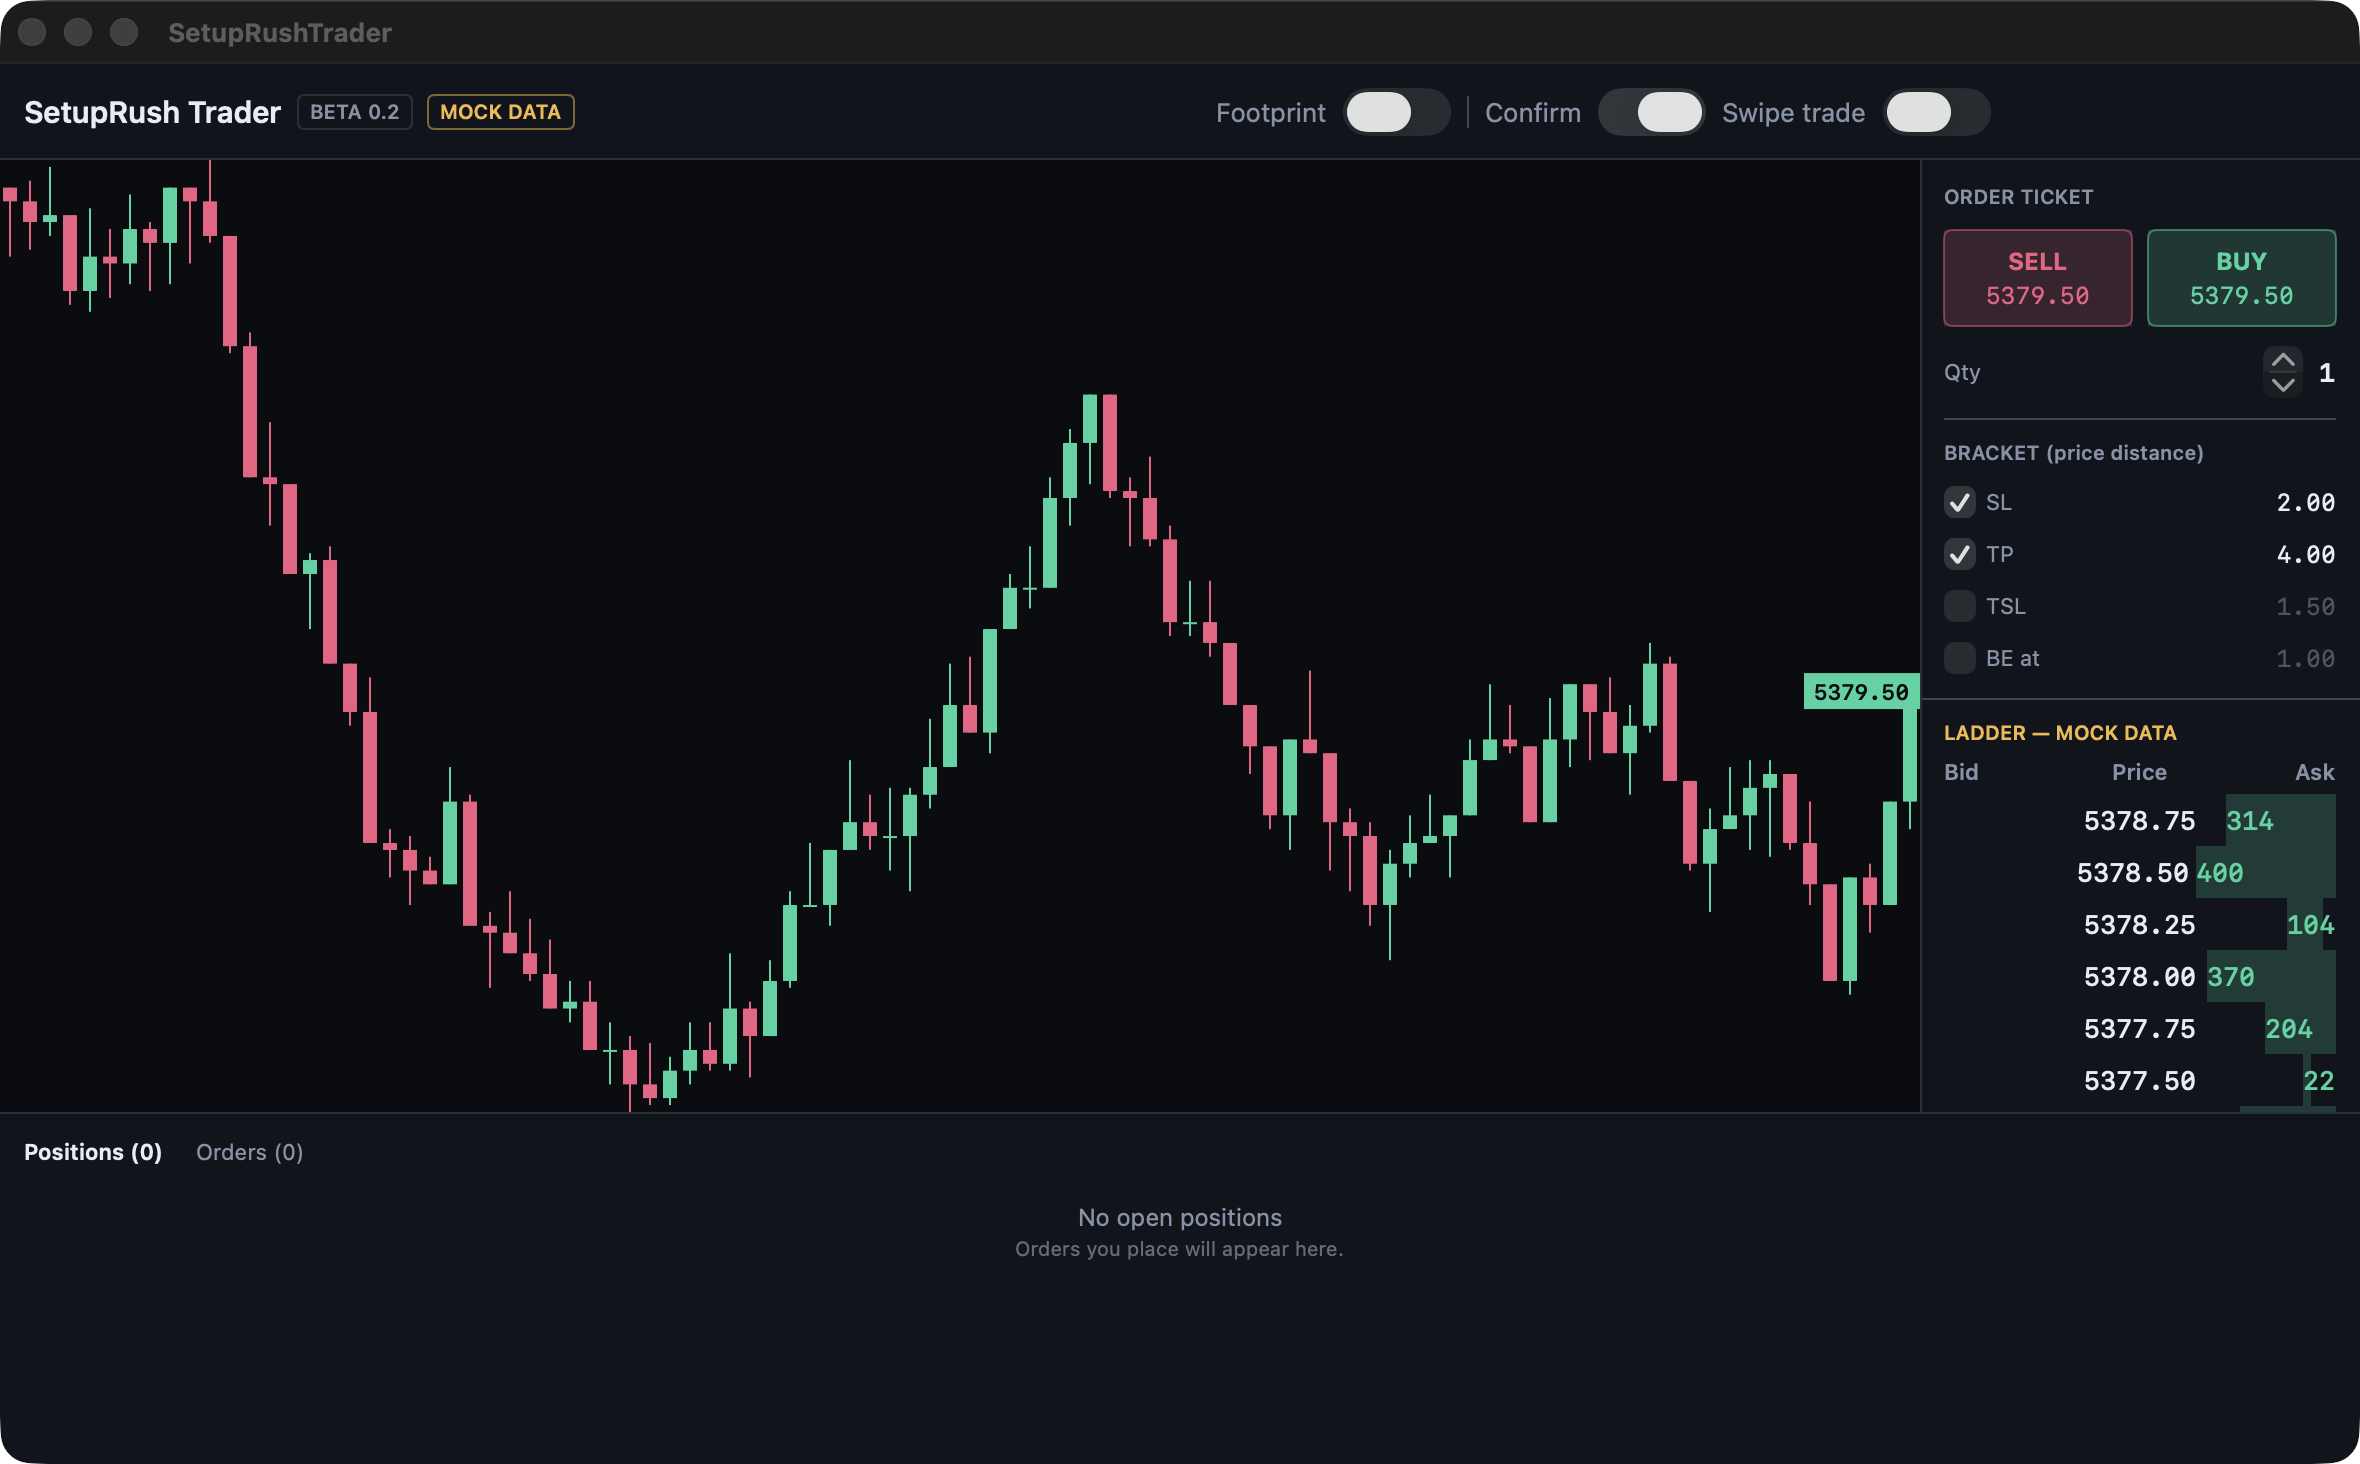 SetupRushTrader
SetupRush Trader BETA 0.2 MOCK DATA Footprint Confirm Swipe trade
ORDER TICKET
SELL BUY
5379.50 5379.50
Qty 1
BRACKET (price distance)
SL 2.00
TP 4.00
TSL 1.50
BE at 1.00
5379.50
LADDER — MOCK DATA
Bid Price Ask
5378.75 314
5378.50 400
5378.25 104
5378.00 370
5377.75 204
5377.50 22
Positions (0) Orders (0)
No open positions
Orders you place will appear here.